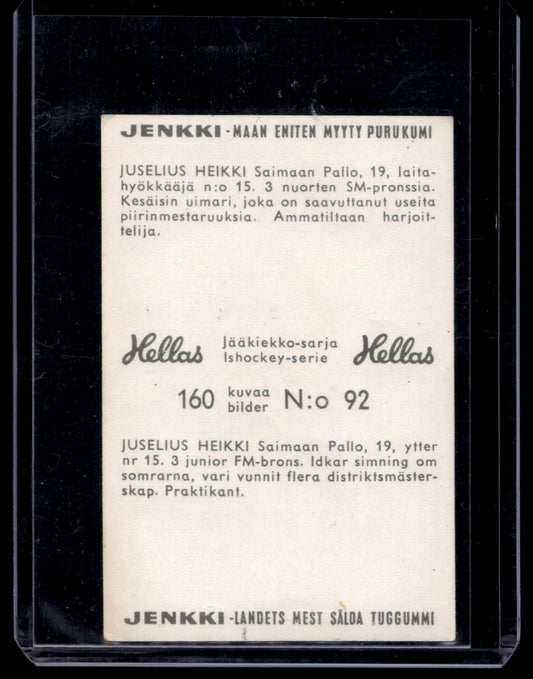 JENKKI-MAAN ENITEN MYYTY PURUKUMI
JUSELIUS HEIKKI Saimaan Pallo, 19, laita-
hyökkääjä n:o 15. 3 nuorten SM-pronssia.
Kesäisin uimari, joka on saavuttanut useita
piirinmestaruuksia. Ammatiltaan harjoit-
telija.
Hellas Jääkiekko-sarja Hellas
Ishockey-serie
160 kuvaa N:o 92
bilder
JUSELIUS HEIKKI Saimaan Pallo, 19, ytter
nr 15. 3 junior FM-brons. Idkar simning om
somrarna, vari vunnit flera distriktsmäster-
skap. Praktikant.
JENKKI-LANDETS MEST SÅLDA TUGGUMMI